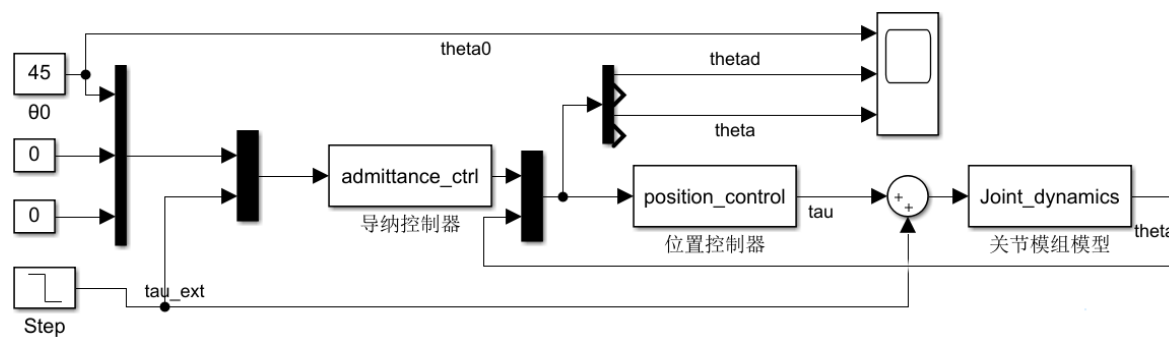 theta0
45
thetad
θ0
theta
0
admittance_ctrl
position_control
+
+
Joint_dynamics
0
导纳控制器
位置控制器
tau
关节模组模型
theta
tau_ext
Step